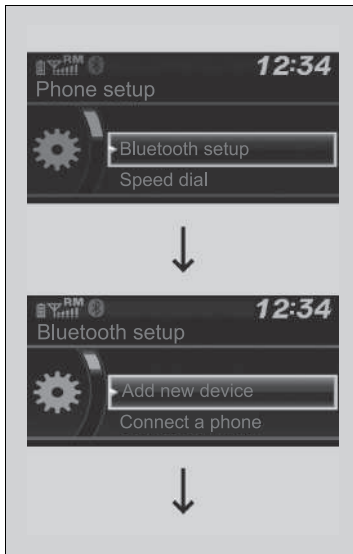 RM
12:34
Phone setup
Bluetooth setup
Speed dial
RM
12:34
Bluetooth setup
Add new device
Connect a phone